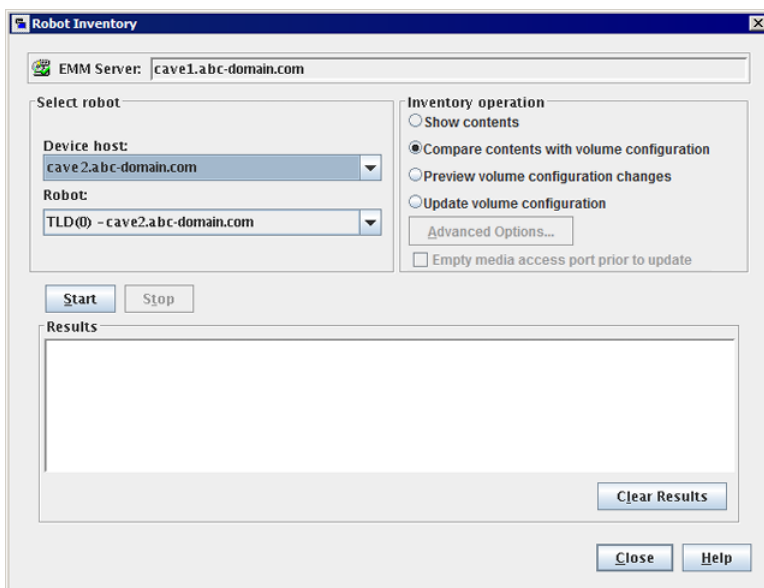 Robot Inventory
EMM Server: cave1.abc-domain.com
Select robot
Device host:
cave2.abc-domain.com
Robot:
TLD(0) - cave2.abc-domain.com
Inventory operation
Show contents
Compare contents with volume configuration
Preview volume configuration changes
Update volume configuration
Advanced Options...
Empty media access port prior to update
Start Stop
Results
Clear Results
Close Help